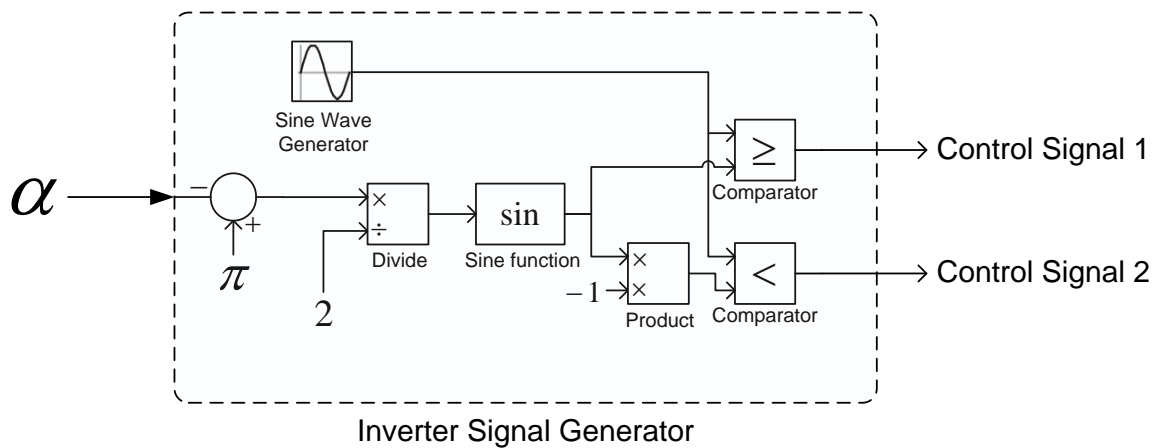 Sine Wave
Generator
≥
Comparator
Control Signal 1
α
−
+
π
×
÷
Divide
2
sin
Sine function
×
×
−1
Product
<
Comparator
Control Signal 2
Inverter Signal Generator